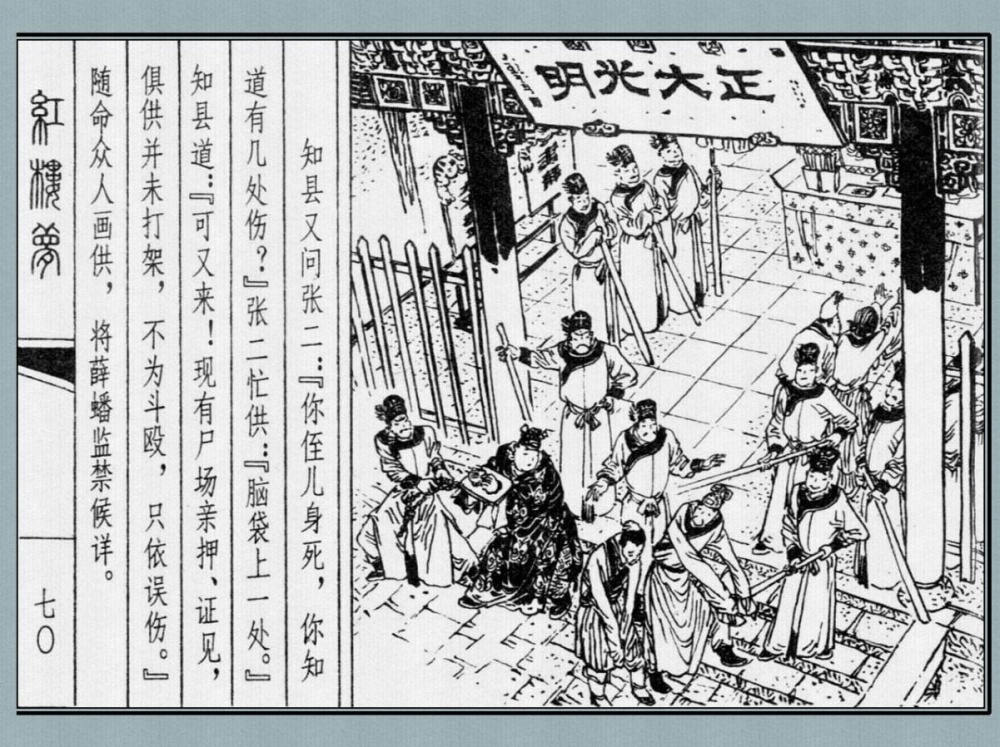 正大光明
知县又问张二：『你侄儿身死，你知
道有几处伤？』张二忙供：『脑袋上一处。』
知县道：『可又来！现有尸场亲押、证见，
俱供并未打架，不为斗殴，只依误伤。』
随命众人画供，将薛蟠监禁候详。
紅樓夢
七〇